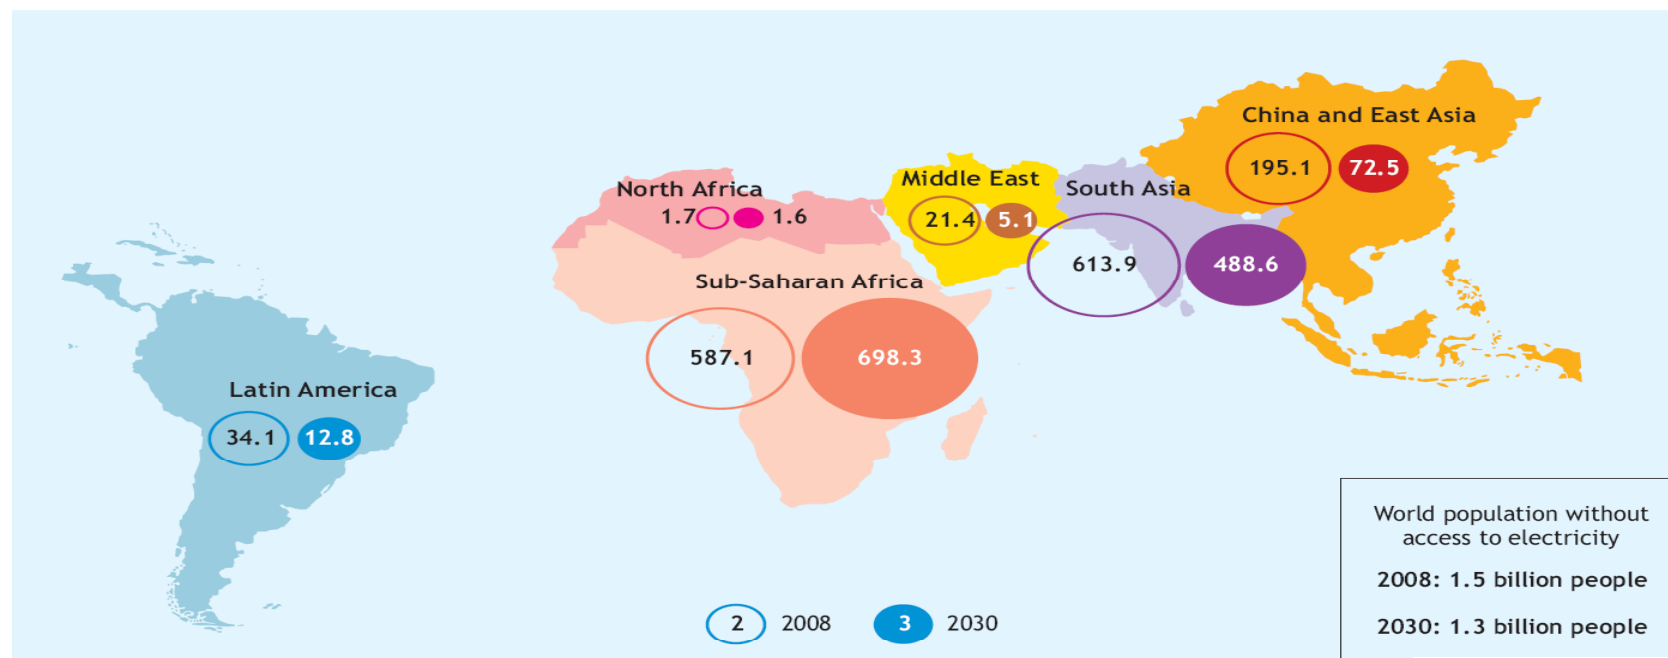 China and East Asia
195.1 72.5
North Africa
1.7 1.6
Middle East
21.4 5.1
South Asia
613.9 488.6
Sub-Saharan Africa
587.1 698.3
Latin America
34.1 12.8
World population without
access to electricity
2008: 1.5 billion people
2030: 1.3 billion people
2 2008 3 2030